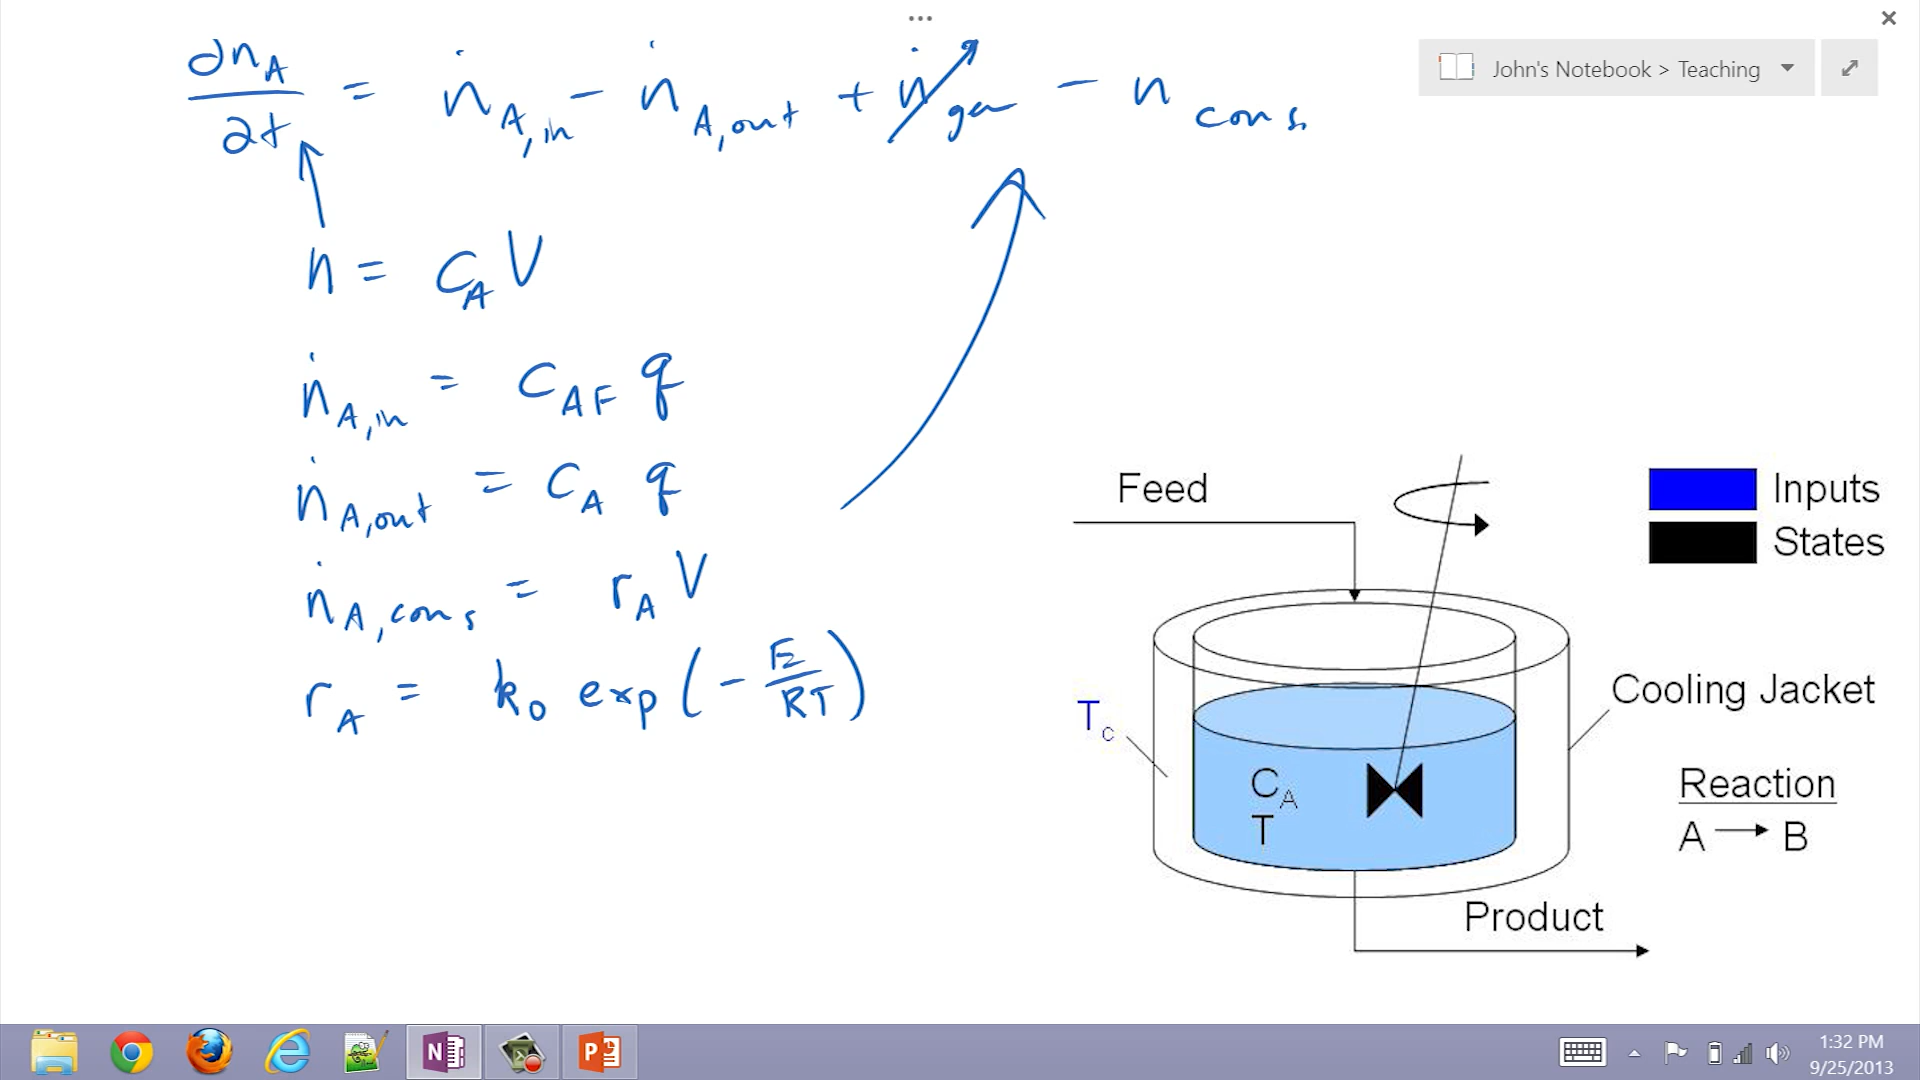 ...
×
John's Notebook > Teaching
∂n_A/∂t = ṅ_A,in − ṅ_A,out + ṅ_gen − n_cons.
n = C_A V
ṅ_A,in = C_AF q
ṅ_A,out = C_A q
ṅ_A,cons = r_A V
r_A = k_0 exp(−E/RT)
Feed
Inputs
States
Cooling Jacket
T_c
C_A
T
Reaction
A → B
Product
1:32 PM
9/25/2013